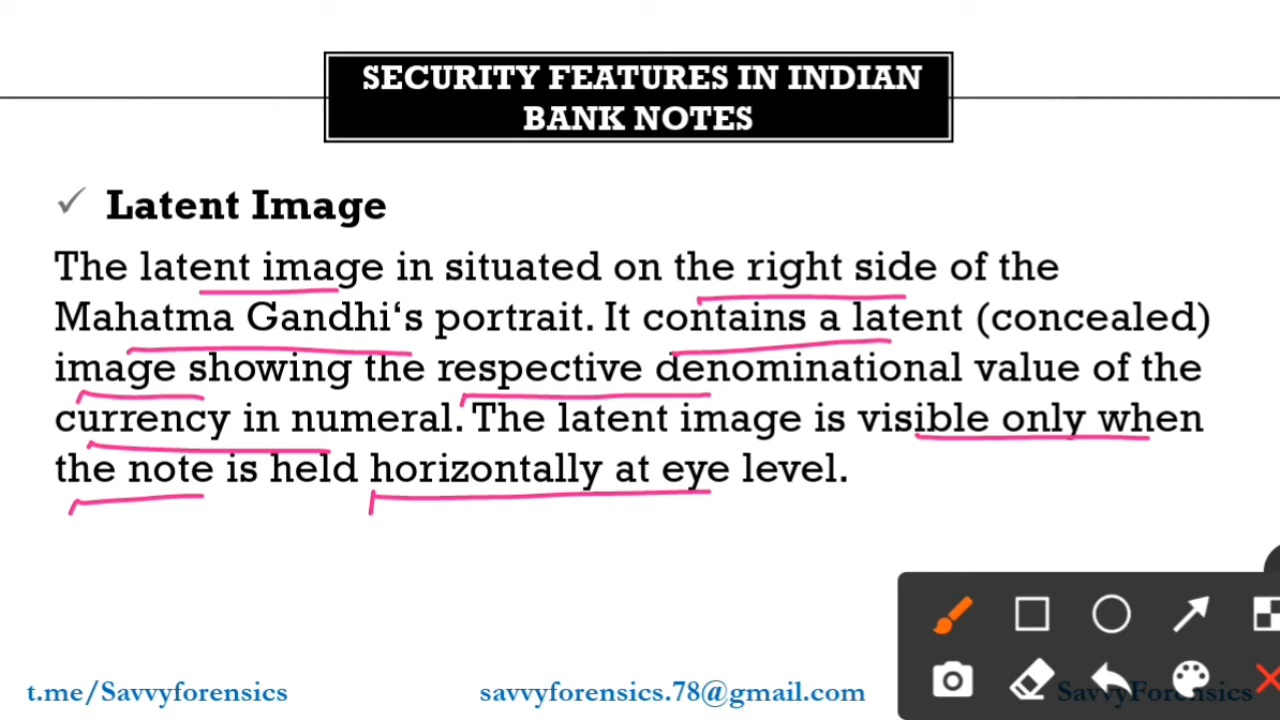 SECURITY FEATURES IN INDIAN
BANK NOTES
Latent Image
The latent image in situated on the right side of the
Mahatma Gandhi‘s portrait. It contains a latent (concealed)
image showing the respective denominational value of the
currency in numeral. The latent image is visible only when
the note is held horizontally at eye level.
t.me/Savvyforensics
savvyforensics.78@gmail.com
SavvyForensics